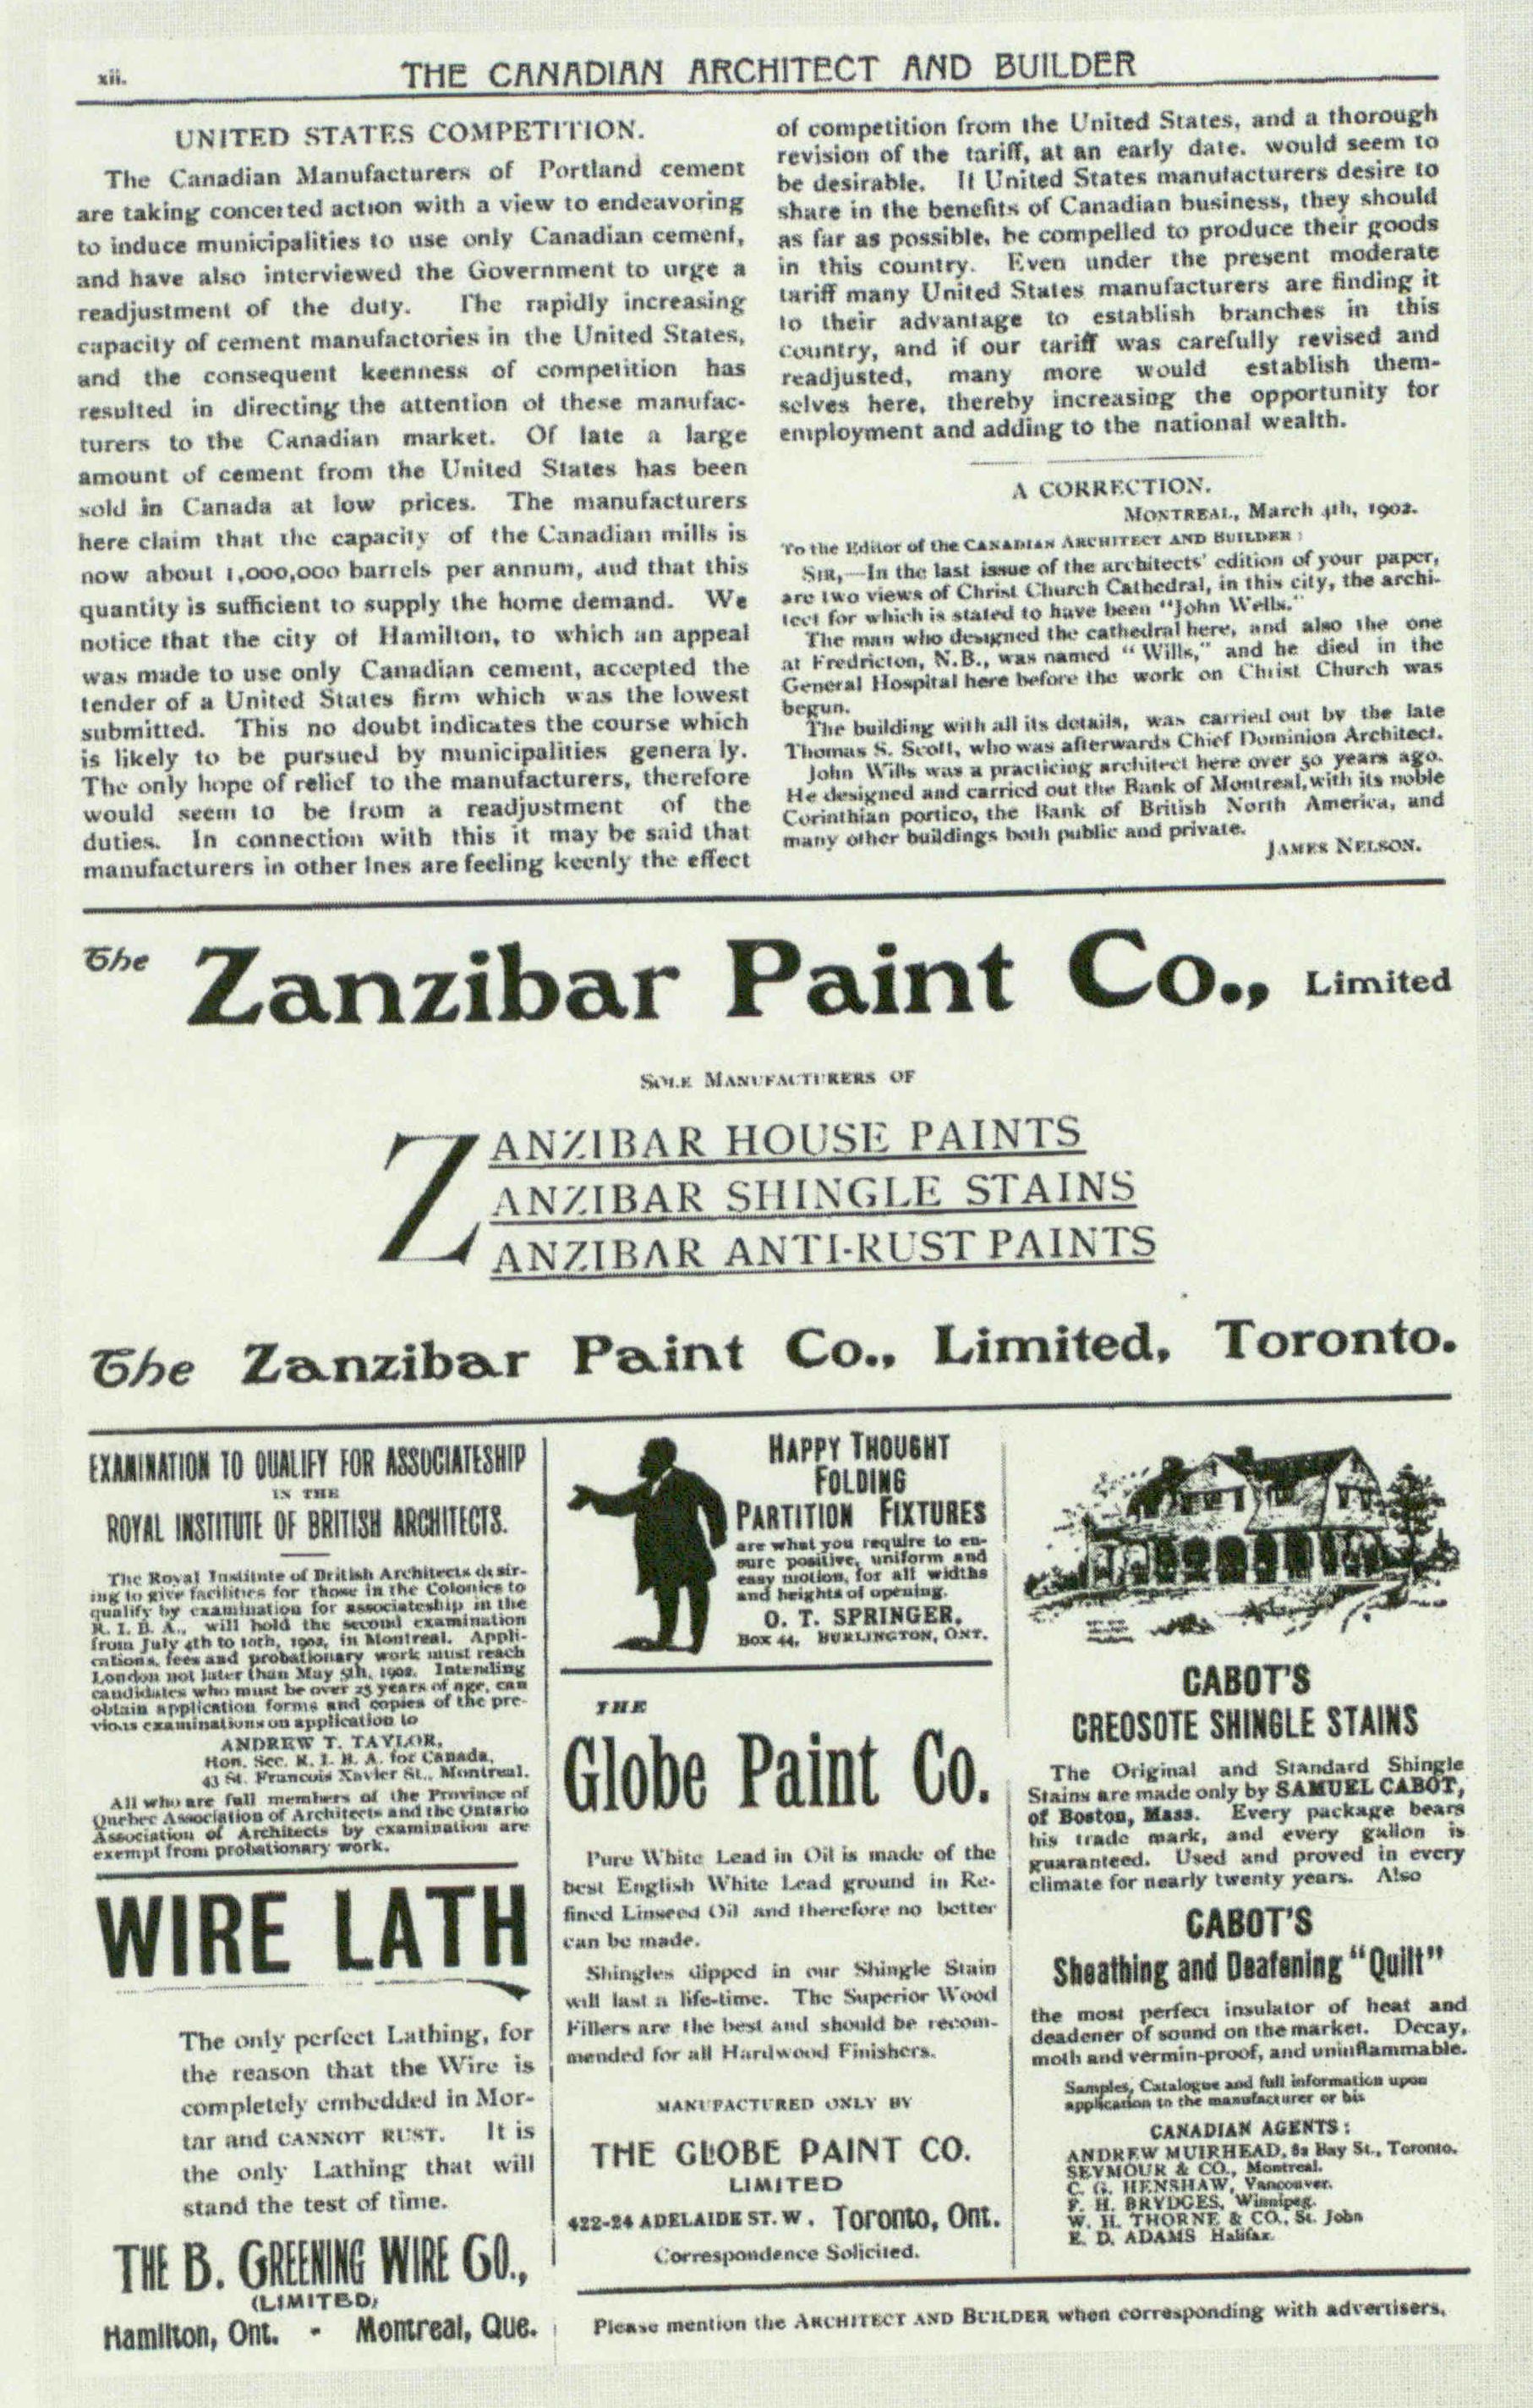 xii.
THE CANADIAN ARCHITECT AND BUILDER
UNITED STATES COMPETITION.
The Canadian Manufacturers of Portland cement
are taking concerted action with a view to endeavoring
to induce municipalities to use only Canadian cement,
and have also interviewed the Government to urge a
readjustment of the duty. The rapidly increasing
capacity of cement manufactories in the United States,
and the consequent keenness of competition has
resulted in directing the attention of these manufac-
turers to the Canadian market. Of late a large
amount of cement from the United States has been
sold in Canada at low prices. The manufacturers
here claim that the capacity of the Canadian mills is
now about 1,000,000 barrels per annum, and that this
quantity is sufficient to supply the home demand. We
notice that the city of Hamilton, to which an appeal
was made to use only Canadian cement, accepted the
tender of a United States firm which was the lowest
submitted. This no doubt indicates the course which
is likely to be pursued by municipalities genera ly.
The only hope of relief to the manufacturers, therefore
would seem to be from a readjustment of the
duties. In connection with this it may be said that
manufacturers in other lnes are feeling keenly the effect
of competition from the United States, and a thorough
revision of the tariff, at an early date. would seem to
be desirable. If United States manufacturers desire to
share in the benefits of Canadian business, they should
as far as possible, be compelled to produce their goods
in this country. Even under the present moderate
tariff many United States manufacturers are finding it
to their advantage to establish branches in this
country, and if our tariff was carefully revised and
readjusted, many more would establish them-
selves here, thereby increasing the opportunity for
employment and adding to the national wealth.
A CORRECTION.
MONTREAL, March 4th, 1902.
To the Editor of the CANADIAN ARCHITECT AND BUILDER :
SIR,—In the last issue of the architects' edition of your paper,
are two views of Christ Church Cathedral, in this city, the archi-
tect for which is stated to have been "John Wells."
The man who designed the cathedral here, and also the one
at Fredricton, N.B., was named "Wills," and he died in the
General Hospital here before the work on Christ Church was
begun.
The building with all its details, was carried out by the late
Thomas S. Scott, who was afterwards Chief Dominion Architect.
John Wills was a practicing architect here over 50 years ago.
He designed and carried out the Bank of Montreal, with its noble
Corinthian portico, the Bank of British North America, and
many other buildings both public and private.
JAMES NELSON.
The Zanzibar Paint Co., Limited
SOLE MANUFACTURERS OF
ZANZIBAR HOUSE PAINTS
ANZIBAR SHINGLE STAINS
ANZIBAR ANTI-RUST PAINTS
The Zanzibar Paint Co., Limited, Toronto.
EXAMINATION TO QUALIFY FOR ASSOCIATESHIP
IN THE
ROYAL INSTITUTE OF BRITISH ARCHITECTS.
The Royal Institute of British Architects desir-
ing to give facilities for those in the Colonies to
qualify by examination for associateship in the
R. I. B. A., will hold the second examination
from July 4th to 10th, 1902, in Montreal. Appli-
cations, fees and probationary work must reach
London not later than May 5th, 1902. Intending
candidates who must be over 23 years of age, can
obtain application forms and copies of the pre-
vious examinations on application to
ANDREW T. TAYLOR,
Hon. Sec. R. I. B. A. for Canada,
43 St. Francois Xavier St., Montreal.
All who are full members of the Province of
Quebec Association of Architects and the Ontario
Association of Architects by examination are
exempt from probationary work.
WIRE LATH
The only perfect Lathing, for
the reason that the Wire is
completely embedded in Mor-
tar and CANNOT RUST. It is
the only Lathing that will
stand the test of time.
THE B. GREENING WIRE CO.,
(LIMITED)
Hamilton, Ont. - Montreal, Que.
HAPPY THOUGHT
FOLDING
PARTITION FIXTURES
are what you require to en-
sure positive, uniform and
easy motion, for all widths
and heights of opening.
O. T. SPRINGER,
Box 44, BURLINGTON, ONT.
THE
Globe Paint Co.
Pure White Lead in Oil is made of the
best English White Lead ground in Re-
fined Linseed Oil and therefore no better
can be made.
Shingles dipped in our Shingle Stain
will last a life-time. The Superior Wood
Fillers are the best and should be recom-
mended for all Hardwood Finishers.
MANUFACTURED ONLY BY
THE GLOBE PAINT CO.
LIMITED
422-24 ADELAIDE ST. W. Toronto, Ont.
Correspondence Solicited.
CABOT'S
CREOSOTE SHINGLE STAINS
The Original and Standard Shingle
Stains are made only by SAMUEL CABOT,
of Boston, Mass. Every package bears
his trade mark, and every gallon is
guaranteed. Used and proved in every
climate for nearly twenty years. Also
CABOT'S
Sheathing and Deafening "Quilt"
the most perfect insulator of heat and
deadener of sound on the market. Decay,
moth and vermin-proof, and uninflammable.
Samples, Catalogue and full information upon
application to the manufacturer or his
CANADIAN AGENTS :
ANDREW MUIRHEAD, 82 Bay St., Toronto.
SEYMOUR & CO., Montreal.
C. G. HENSHAW, Vancouver.
F. H. BRYDGES, Winnipeg.
W. H. THORNE & CO., St. John
E. D. ADAMS Halifax.
Please mention the ARCHITECT AND BUILDER when corresponding with advertisers.